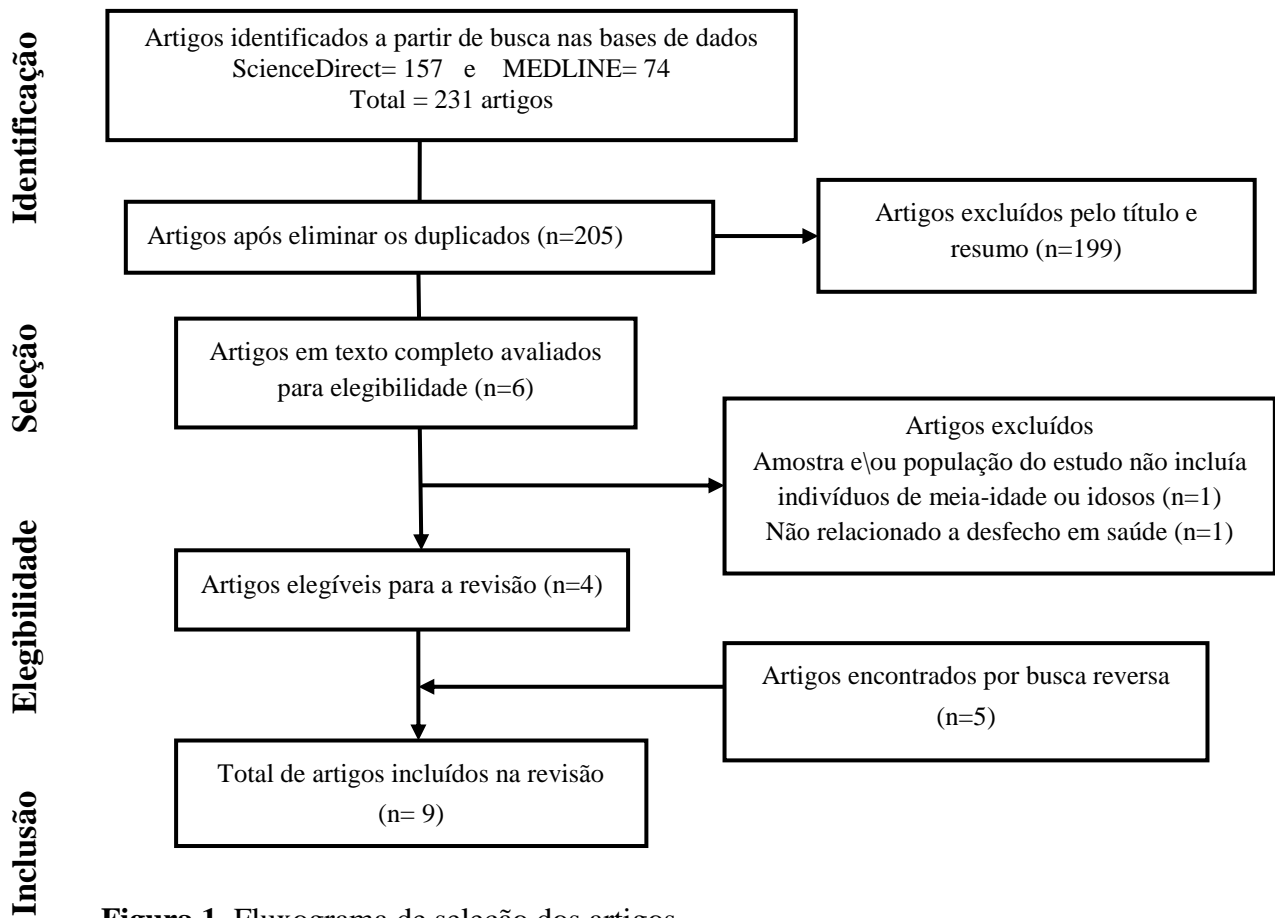 Identificação
Artigos identificados a partir de busca nas bases de dados
ScienceDirect= 157 e MEDLINE= 74
Total = 231 artigos
Artigos após eliminar os duplicados (n=205)
Artigos excluídos pelo título e
resumo (n=199)
Seleção
Artigos em texto completo avaliados
para elegibilidade (n=6)
Artigos excluídos
Amostra e\ou população do estudo não incluía
indivíduos de meia-idade ou idosos (n=1)
Não relacionado a desfecho em saúde (n=1)
Elegibilidade
Artigos elegíveis para a revisão (n=4)
Artigos encontrados por busca reversa
(n=5)
Inclusão
Total de artigos incluídos na revisão
(n= 9)
Figura 1. Fluxograma de seleção dos artigos